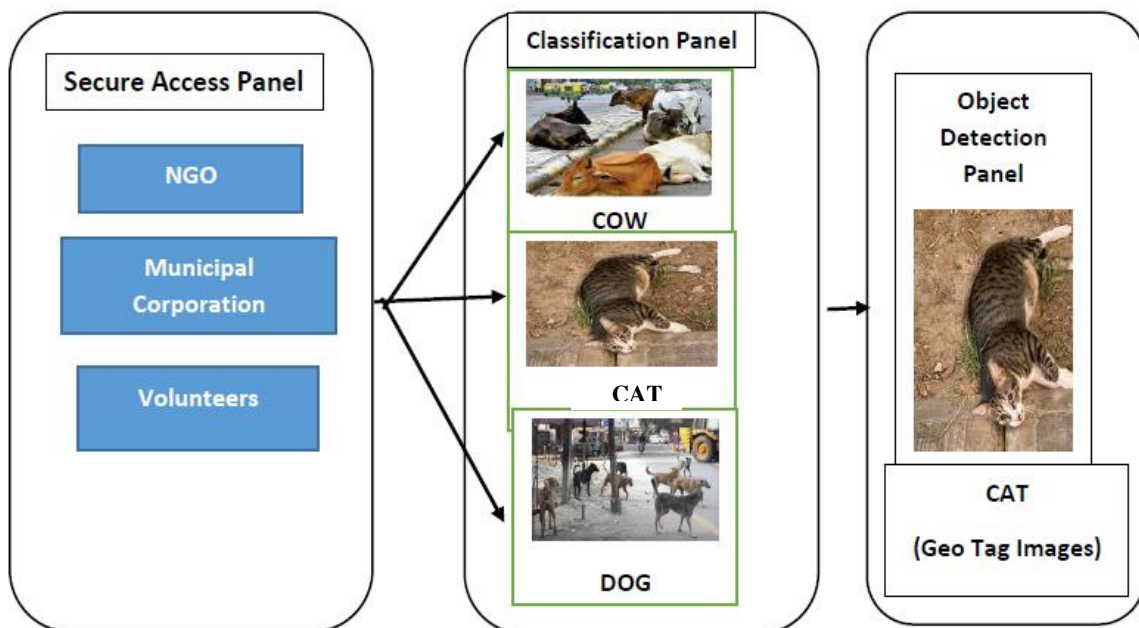 Secure Access Panel
NGO
Municipal
Corporation
Volunteers
Classification Panel
COW
CAT
DOG
Object
Detection
Panel
CAT
(Geo Tag Images)